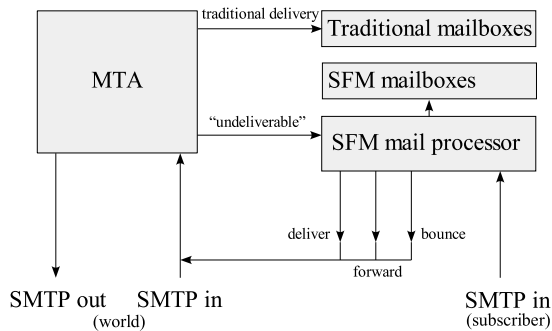 traditional delivery
Traditional mailboxes
MTA
SFM mailboxes
“undeliverable”
SFM mail processor
deliver
bounce
forward
SMTP out
SMTP in
SMTP in
(world)
(subscriber)